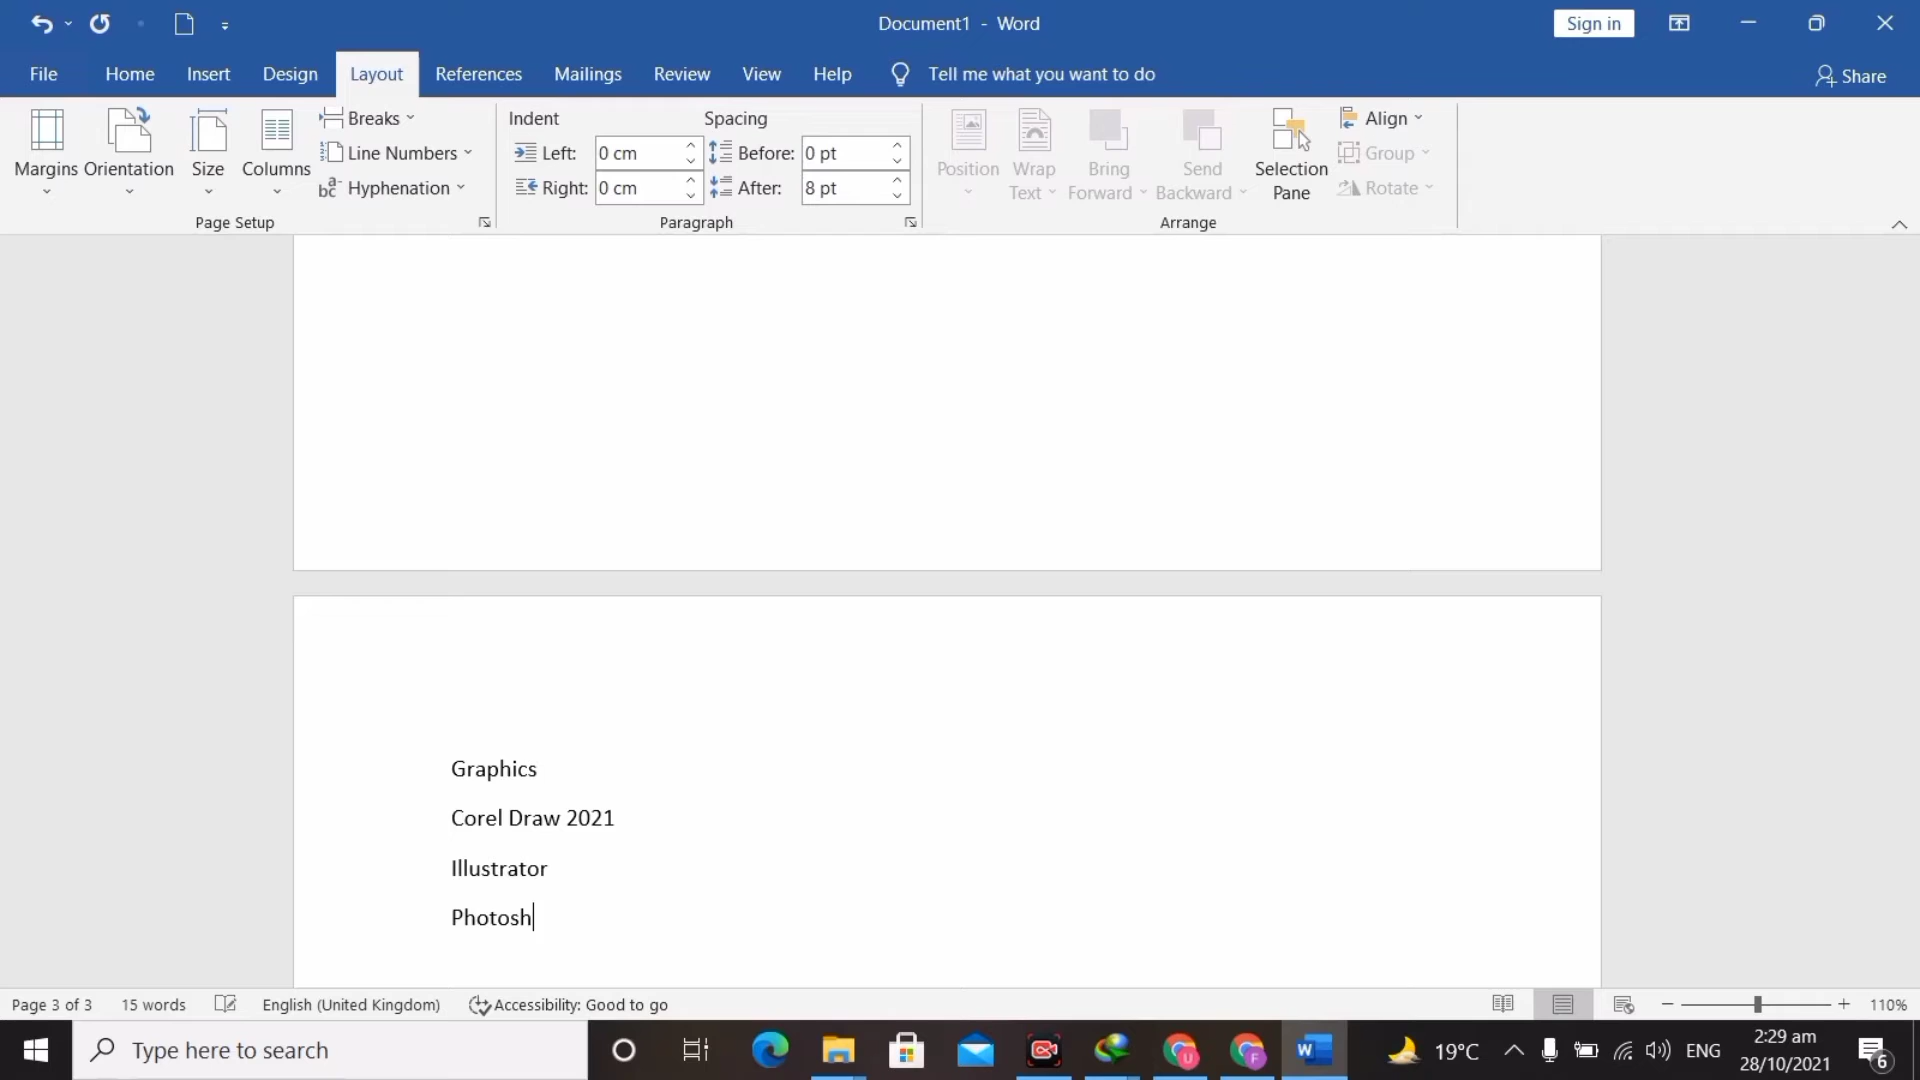 Document1 - Word
Sign in
File Home Insert Design Layout References Mailings Review View Help Tell me what you want to do Share
Margins Orientation Size Columns
Breaks
Line Numbers
Hyphenation
Page Setup
Indent Spacing
Left: 0 cm Before: 0 pt
Right: 0 cm After: 8 pt
Paragraph
Position Wrap Text Bring Forward Send Backward Selection Pane
Align
Group
Rotate
Arrange
Graphics
Corel Draw 2021
Illustrator
Photosh
Page 3 of 3 15 words English (United Kingdom) Accessibility: Good to go 110%
Type here to search
19°C ENG 2:29 am
28/10/2021
6